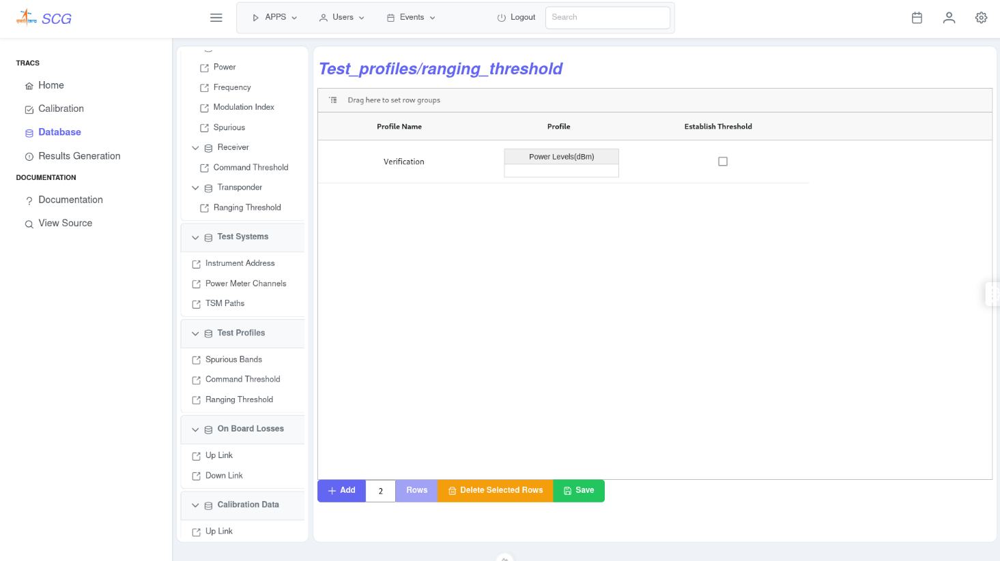 SCG
APPS
Users
Events
Logout
Search
TRACS
Home
Calibration
Database
Results Generation
DOCUMENTATION
Documentation
View Source
Power
Frequency
Modulation Index
Spurious
Receiver
Command Threshold
Transponder
Ranging Threshold
Test Systems
Instrument Address
Power Meter Channels
TSM Paths
Test Profiles
Spurious Bands
Command Threshold
Ranging Threshold
On Board Losses
Up Link
Down Link
Calibration Data
Up Link
Test_profiles/ranging_threshold
Drag here to set row groups
Profile Name Profile Establish Threshold
Verification Power Levels(dBm)
Add 2 Rows Delete Selected Rows Save